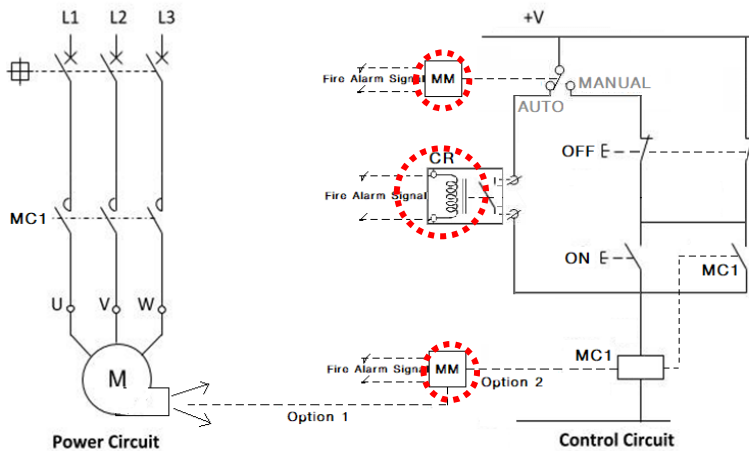 L1 L2 L3
+V
Fire Alarm Signal
MM
MANUAL
AUTO
OFF
CR
Fire Alarm Signal
MC1
ON
MC1
U V W
M
Fire Alarm Signal
MM
MC1
Option 2
Option 1
Power Circuit
Control Circuit